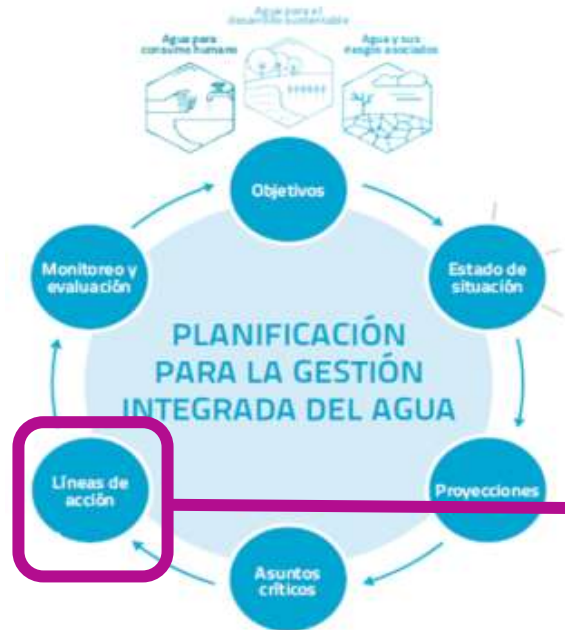 Agua para el
desarrollo sustentable
Agua para
consumo humano
Agua y sus
riesgos asociados
Objetivos
Estado de
situación
Proyecciones
Asuntos
críticos
Líneas de
acción
Monitoreo y
evaluación
PLANIFICACIÓN
PARA LA GESTIÓN
INTEGRADA DEL AGUA